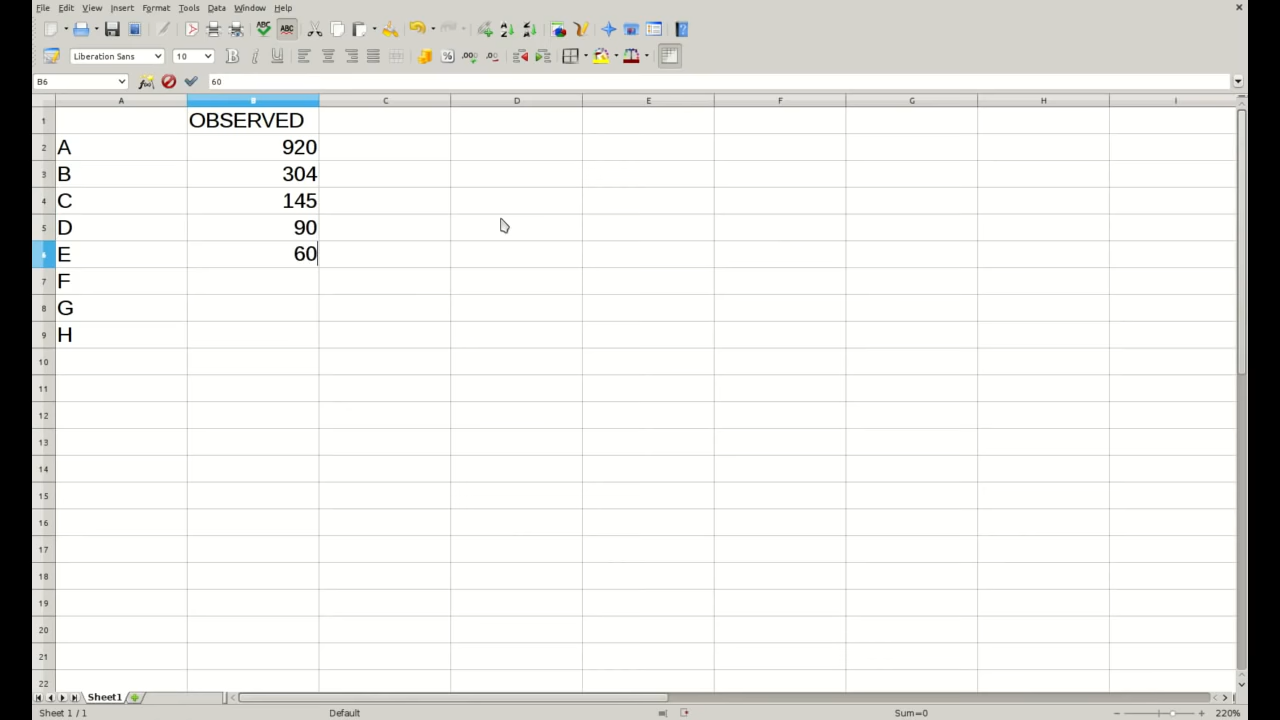 File Edit View Insert Format Tools Data Window Help
Liberation Sans 10
B6 60
A B C D E F G H I
1 OBSERVED
2 A 920
3 B 304
4 C 145
5 D 90
6 E 60
7 F
8 G
9 H
10
11
12
13
14
15
16
17
18
19
20
21
22
Sheet1
Sheet 1 / 1 Default Sum=0 220%